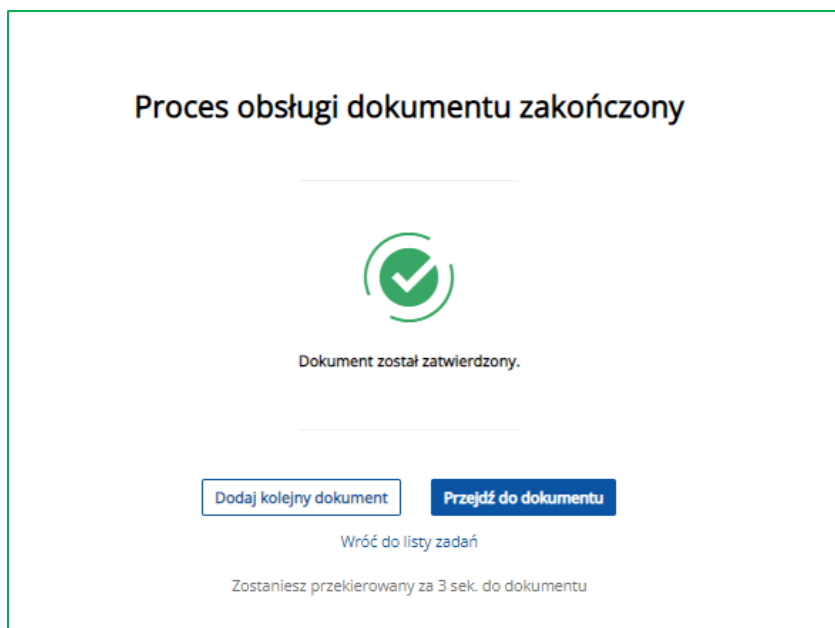 Proces obsługi dokumentu zakończony
Dokument został zatwierdzony.
Dodaj kolejny dokument
Przejdź do dokumentu
Wróć do listy zadań
Zostaniesz przekierowany za 3 sek. do dokumentu